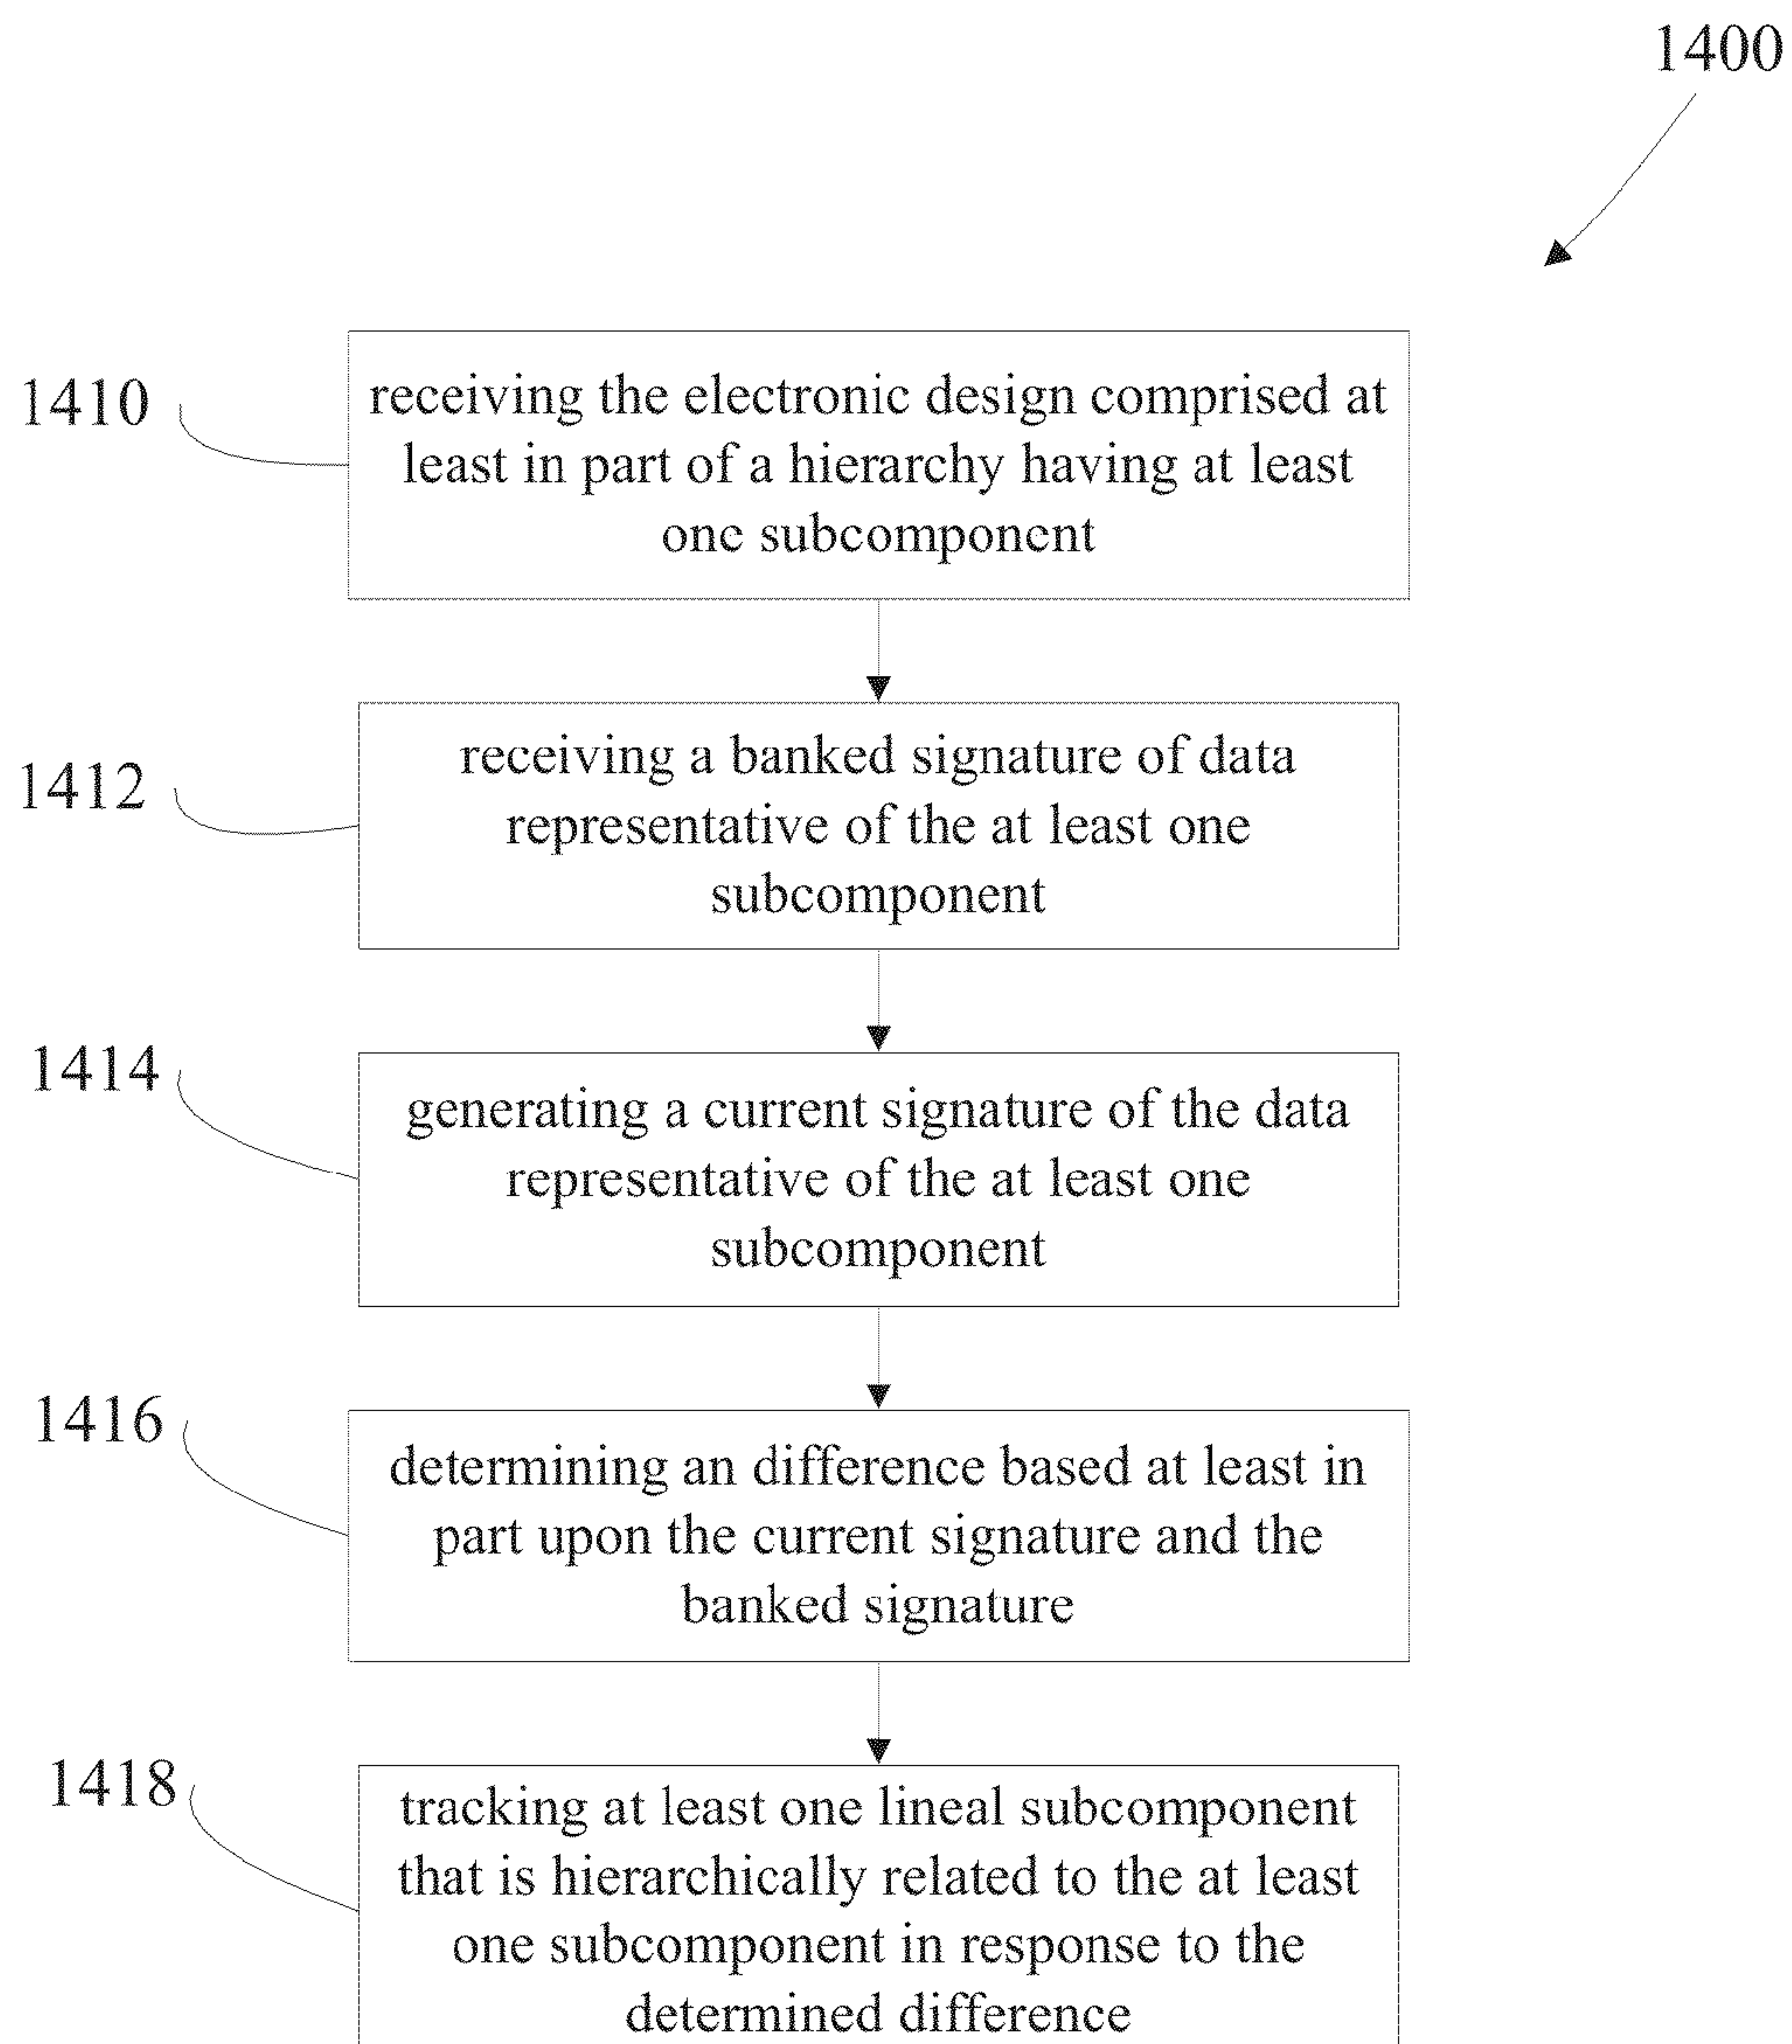 1400
1410
receiving the electronic design comprised at
least in part of a hierarchy having at least
one subcomponent
1412
receiving a banked signature of data
representative of the at least one
subcomponent
1414
generating a current signature of the data
representative of the at least one
subcomponent
1416
determining an difference based at least in
part upon the current signature and the
banked signature
1418
tracking at least one lineal subcomponent
that is hierarchically related to the at least
one subcomponent in response to the
determined difference